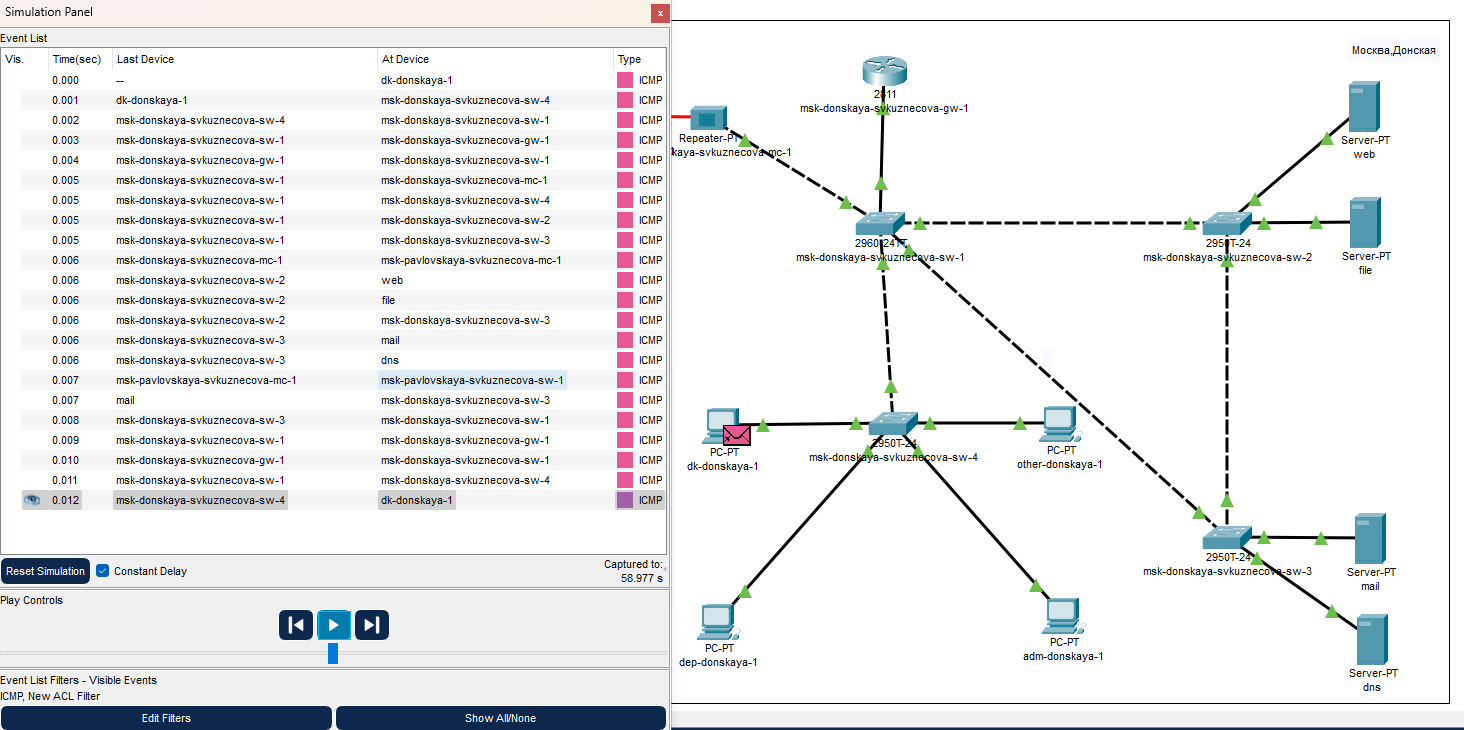 Simulation Panel
x
Event List
Vis. Time(sec) Last Device At Device Type
0.000 -- dk-donskaya-1 ICMP
0.001 dk-donskaya-1 msk-donskaya-svkuznecova-sw-4 ICMP
0.002 msk-donskaya-svkuznecova-sw-4 msk-donskaya-svkuznecova-sw-1 ICMP
0.003 msk-donskaya-svkuznecova-sw-1 msk-donskaya-svkuznecova-gw-1 ICMP
0.004 msk-donskaya-svkuznecova-gw-1 msk-donskaya-svkuznecova-sw-1 ICMP
0.005 msk-donskaya-svkuznecova-sw-1 msk-donskaya-svkuznecova-mc-1 ICMP
0.005 msk-donskaya-svkuznecova-sw-1 msk-donskaya-svkuznecova-sw-4 ICMP
0.005 msk-donskaya-svkuznecova-sw-1 msk-donskaya-svkuznecova-sw-2 ICMP
0.005 msk-donskaya-svkuznecova-sw-1 msk-donskaya-svkuznecova-sw-3 ICMP
0.006 msk-donskaya-svkuznecova-mc-1 msk-pavlovskaya-svkuznecova-mc-1 ICMP
0.006 msk-donskaya-svkuznecova-sw-2 web ICMP
0.006 msk-donskaya-svkuznecova-sw-2 file ICMP
0.006 msk-donskaya-svkuznecova-sw-2 msk-donskaya-svkuznecova-sw-3 ICMP
0.006 msk-donskaya-svkuznecova-sw-3 mail ICMP
0.006 msk-donskaya-svkuznecova-sw-3 dns ICMP
0.007 msk-pavlovskaya-svkuznecova-mc-1 msk-pavlovskaya-svkuznecova-sw-1 ICMP
0.007 mail msk-donskaya-svkuznecova-sw-3 ICMP
0.008 msk-donskaya-svkuznecova-sw-3 msk-donskaya-svkuznecova-sw-1 ICMP
0.009 msk-donskaya-svkuznecova-sw-1 msk-donskaya-svkuznecova-gw-1 ICMP
0.010 msk-donskaya-svkuznecova-gw-1 msk-donskaya-svkuznecova-sw-1 ICMP
0.011 msk-donskaya-svkuznecova-sw-1 msk-donskaya-svkuznecova-sw-4 ICMP
0.012 msk-donskaya-svkuznecova-sw-4 dk-donskaya-1 ICMP
Reset Simulation Constant Delay Captured to:
58.977 s
Play Controls
Event List Filters - Visible Events
ICMP, New ACL Filter
Edit Filters Show All/None
Москва,Донская
2811
msk-donskaya-svkuznecova-gw-1
Repeater-PT
kaya-svkuznecova-mc-1
Server-PT
web
2960-24TT
msk-donskaya-svkuznecova-sw-1
2950T-24
msk-donskaya-svkuznecova-sw-2
Server-PT
file
PC-PT
dk-donskaya-1
2950T-24
msk-donskaya-svkuznecova-sw-4
PC-PT
other-donskaya-1
2950T-24
msk-donskaya-svkuznecova-sw-3
Server-PT
mail
PC-PT
dep-donskaya-1
PC-PT
adm-donskaya-1
Server-PT
dns